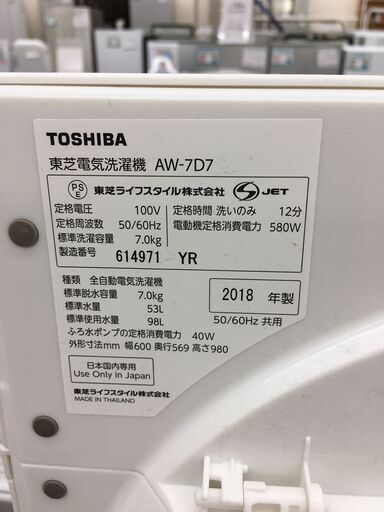 TOSHIBA
東芝電気洗濯機 AW-7D7
PSE 東芝ライフスタイル株式会社 S JET
定格電圧 100V 定格時間 洗いのみ 12分
定格周波数 50/60Hz 電動機定格消費電力 580W
標準洗濯容量 7.0kg
製造番号 614971 YR
種類 全自動電気洗濯機
標準脱水容量 7.0kg 2018 年製
標準水量 53L
標準使用水量 98L 50/60Hz 共用
ふろ水ポンプの定格消費電力 40W
外形寸法mm 幅600 奥行569 高さ980
日本国内専用
Use Only in Japan
東芝ライフスタイル株式会社
MADE IN THAILAND